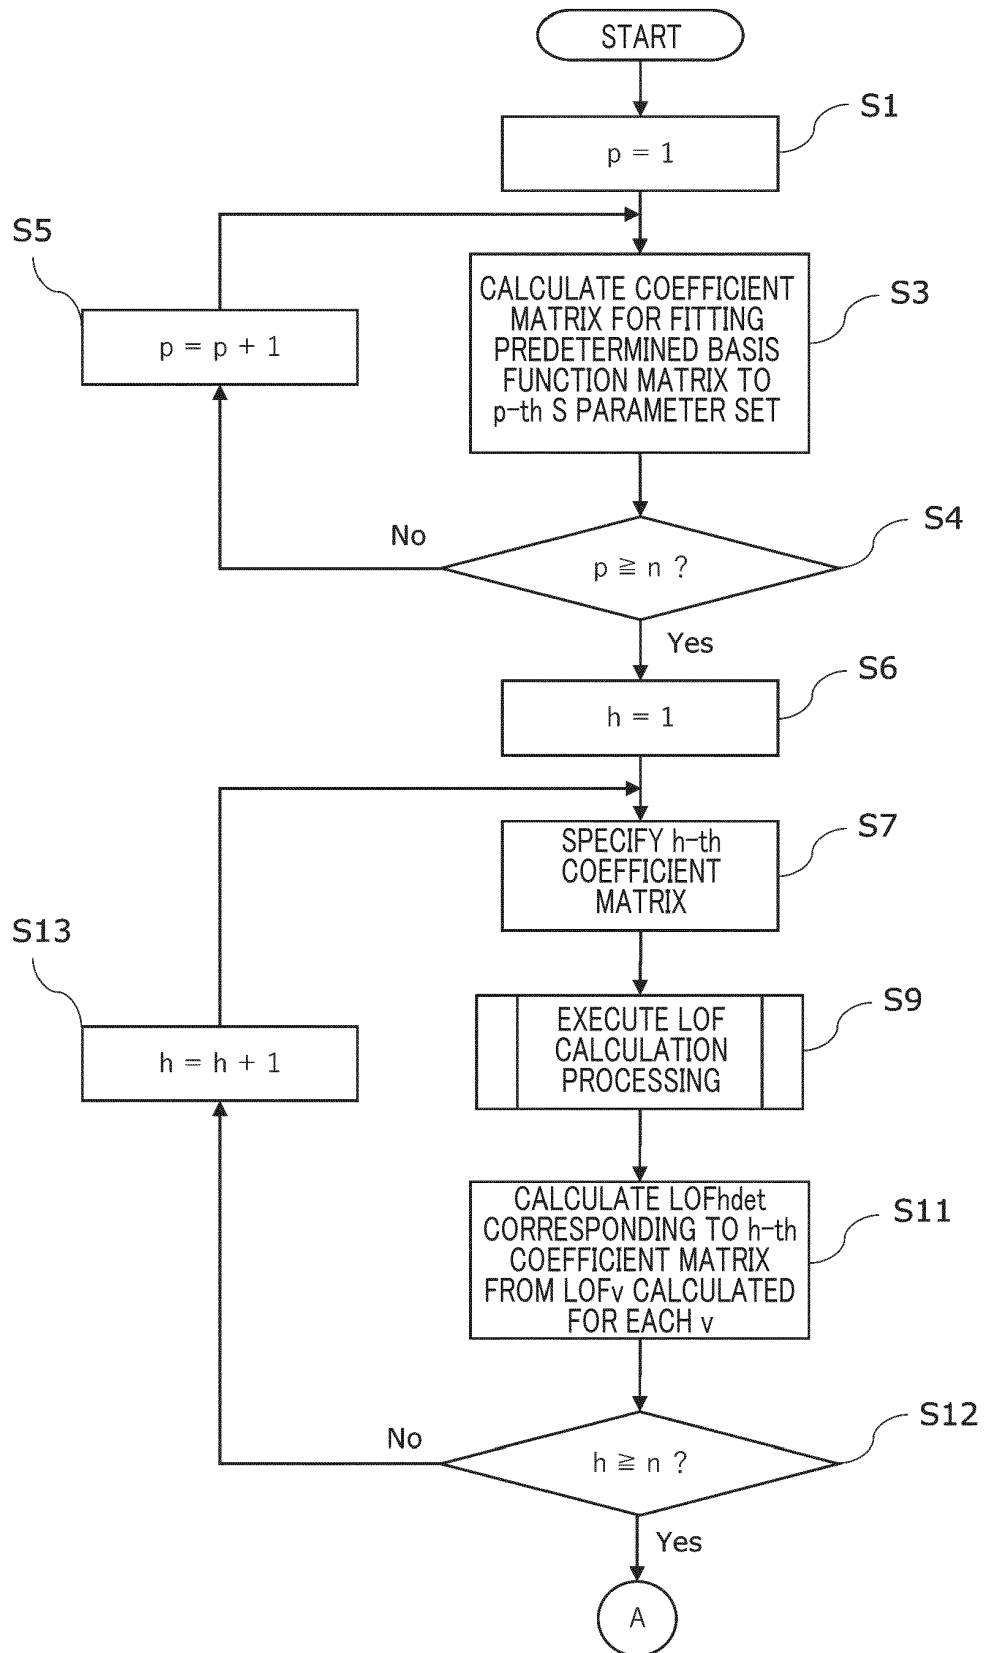 START
S1
p = 1
S5
p = p + 1
CALCULATE COEFFICIENT
MATRIX FOR FITTING
PREDETERMINED BASIS
FUNCTION MATRIX TO
p-th S PARAMETER SET
S3
No
p ≧ n ?
S4
Yes
S6
h = 1
S7
SPECIFY h-th
COEFFICIENT
MATRIX
S13
h = h + 1
S9
EXECUTE LOF
CALCULATION
PROCESSING
S11
CALCULATE LOFhdet
CORRESPONDING TO h-th
COEFFICIENT MATRIX
FROM LOFv CALCULATED
FOR EACH v
S12
No
h ≧ n ?
Yes
A